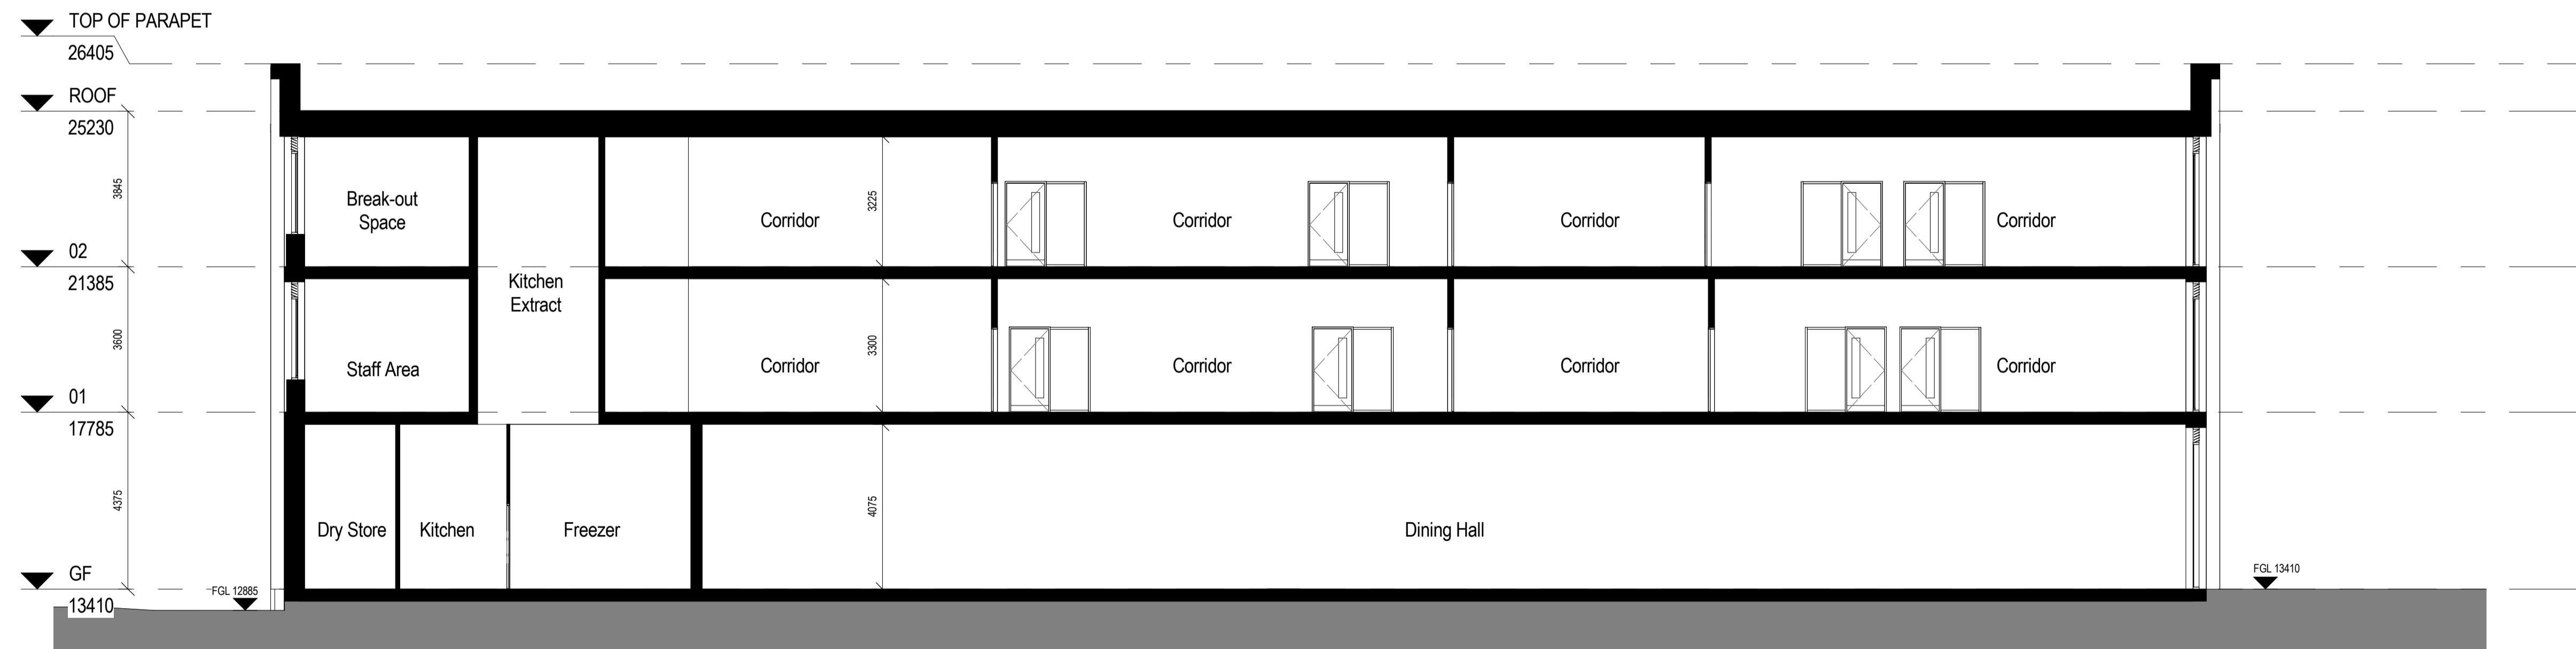 TOP OF PARAPET
26405
ROOF
25230
3845
Break-out
Space
Corridor
3225
Corridor
Corridor
Corridor
02
21385
Kitchen
Extract
3600
Staff Area
Corridor
3300
Corridor
Corridor
Corridor
01
17785
4375
Dry Store
Kitchen
Freezer
4075
Dining Hall
GF
13410
FGL 12885
FGL 13410